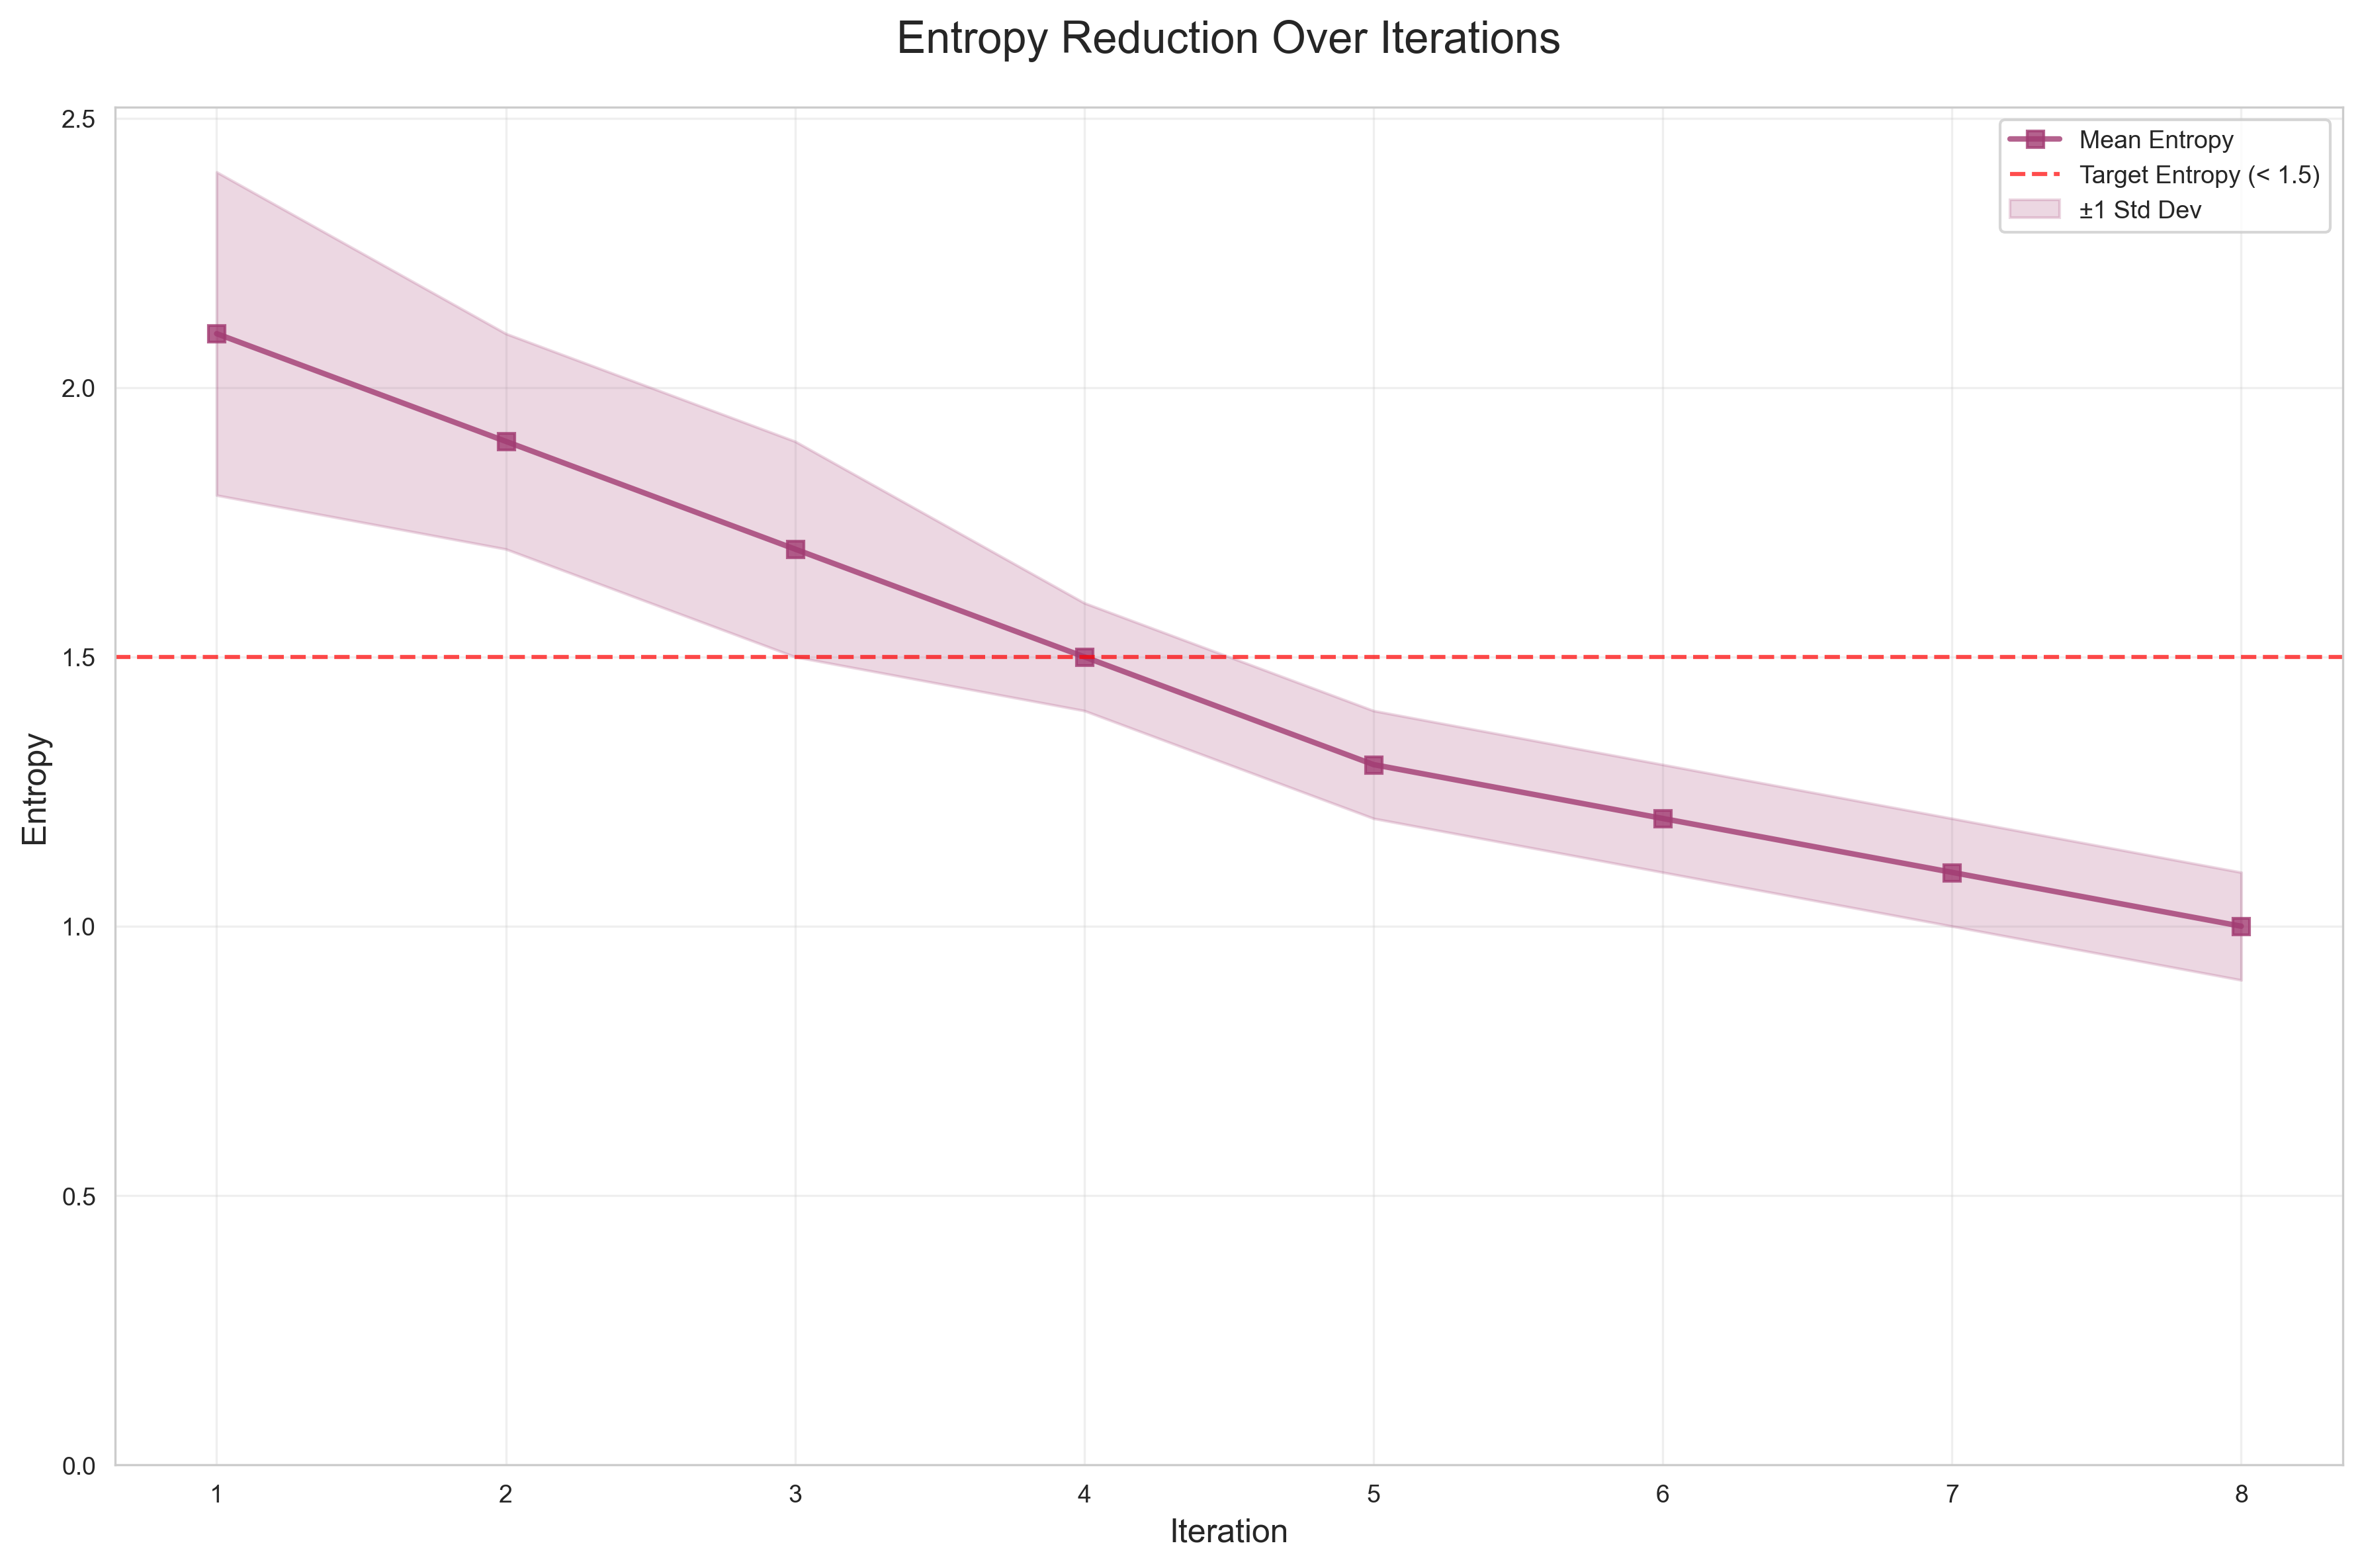 Entropy Reduction Over Iterations
2.5
2.0
1.5
1.0
0.5
0.0
Entropy
Mean Entropy
Target Entropy (< 1.5)
±1 Std Dev
1 2 3 4 5 6 7 8
Iteration